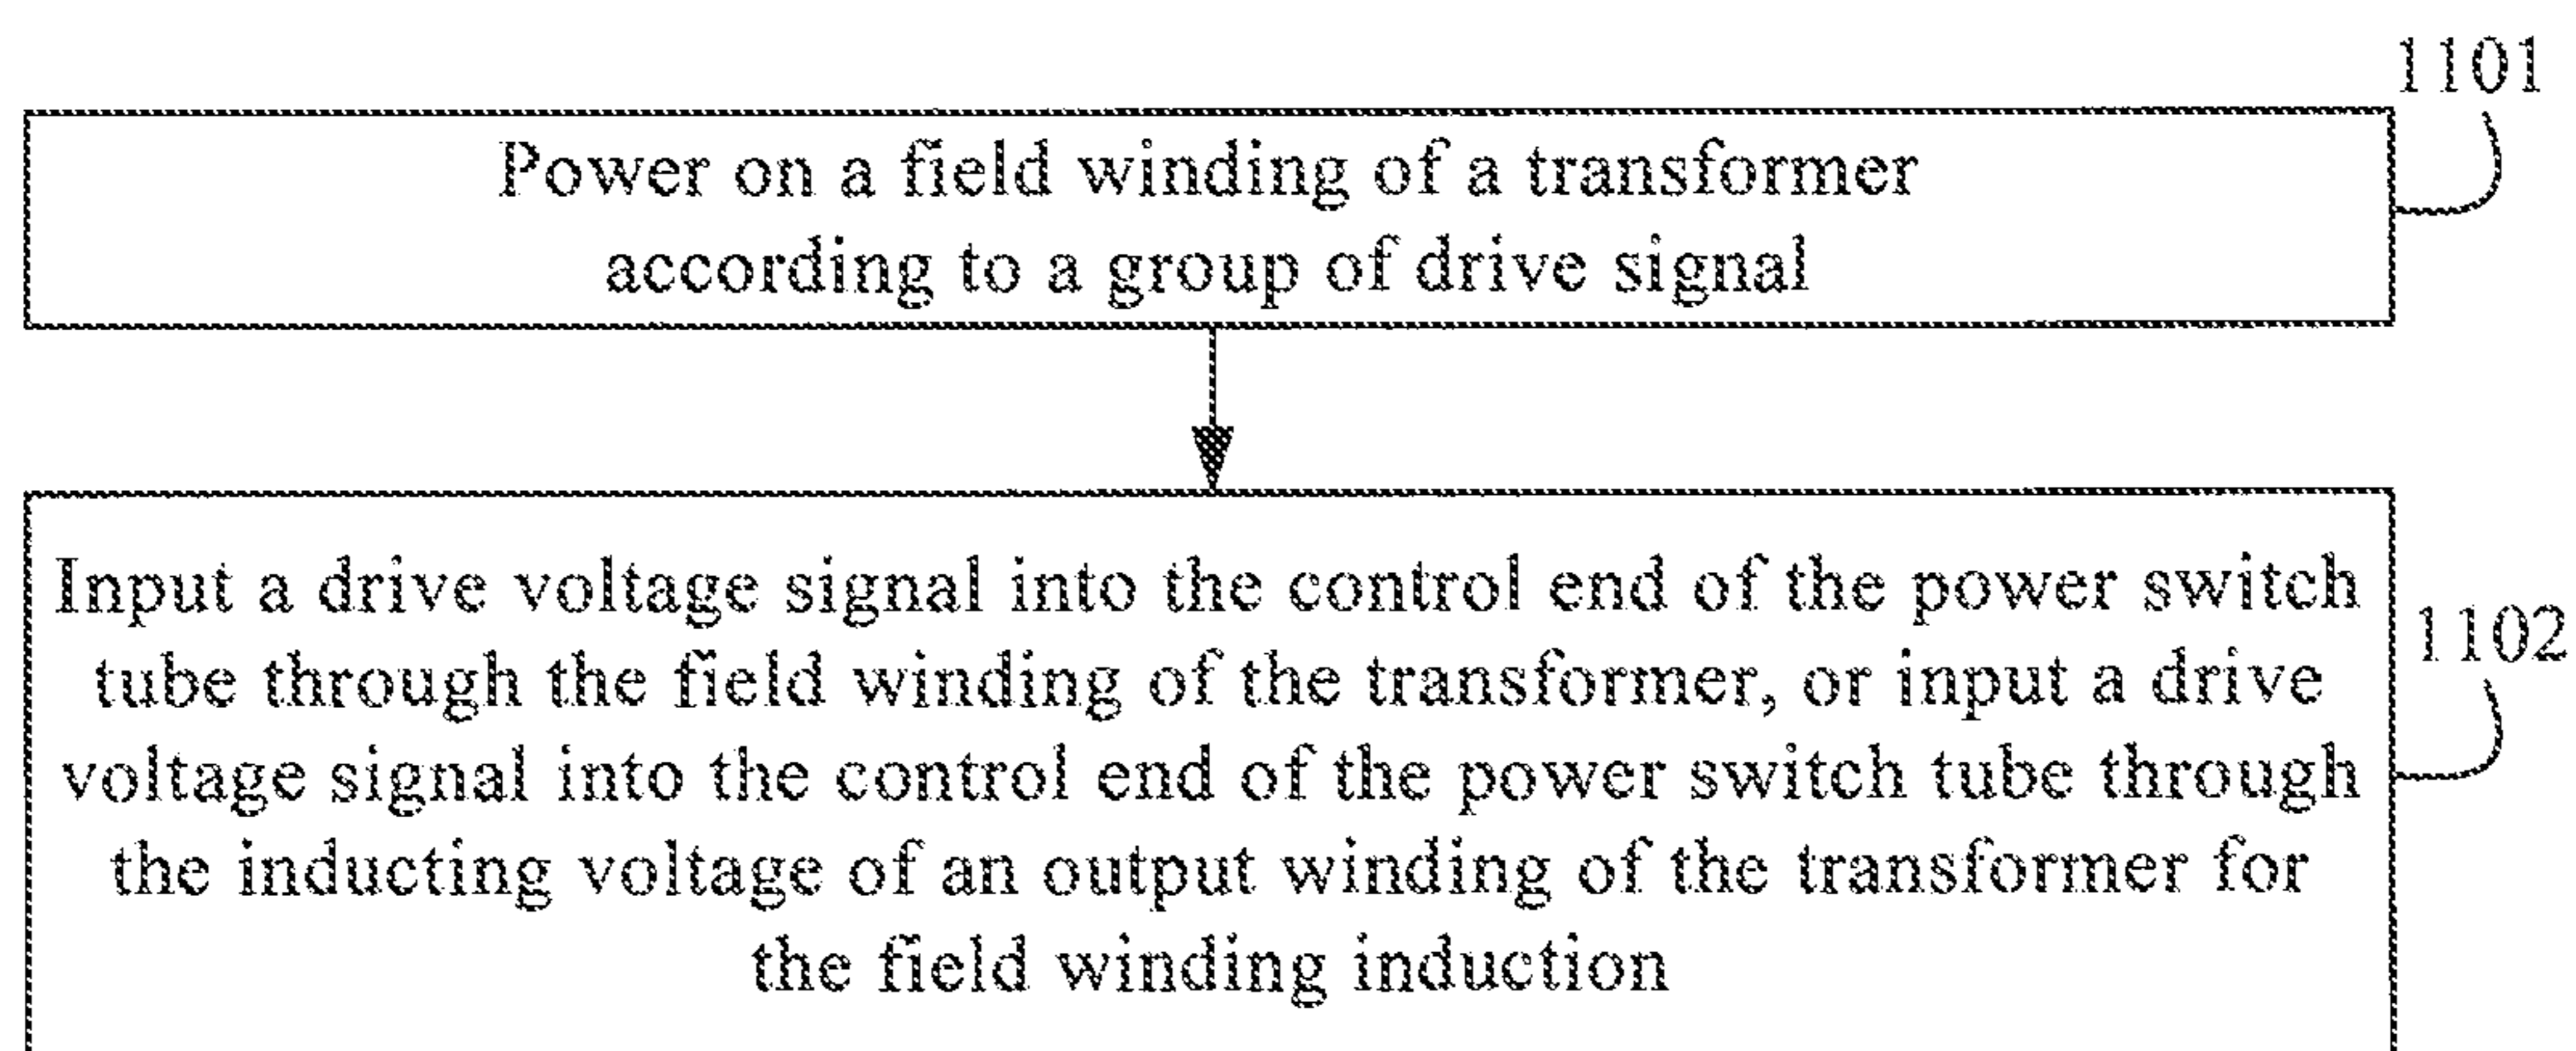 1101
Power on a field winding of a transformer
according to a group of drive signal
Input a drive voltage signal into the control end of the power switch
tube through the field winding of the transformer, or input a drive
voltage signal into the control end of the power switch tube through
the inducting voltage of an output winding of the transformer for
the field winding induction
1102